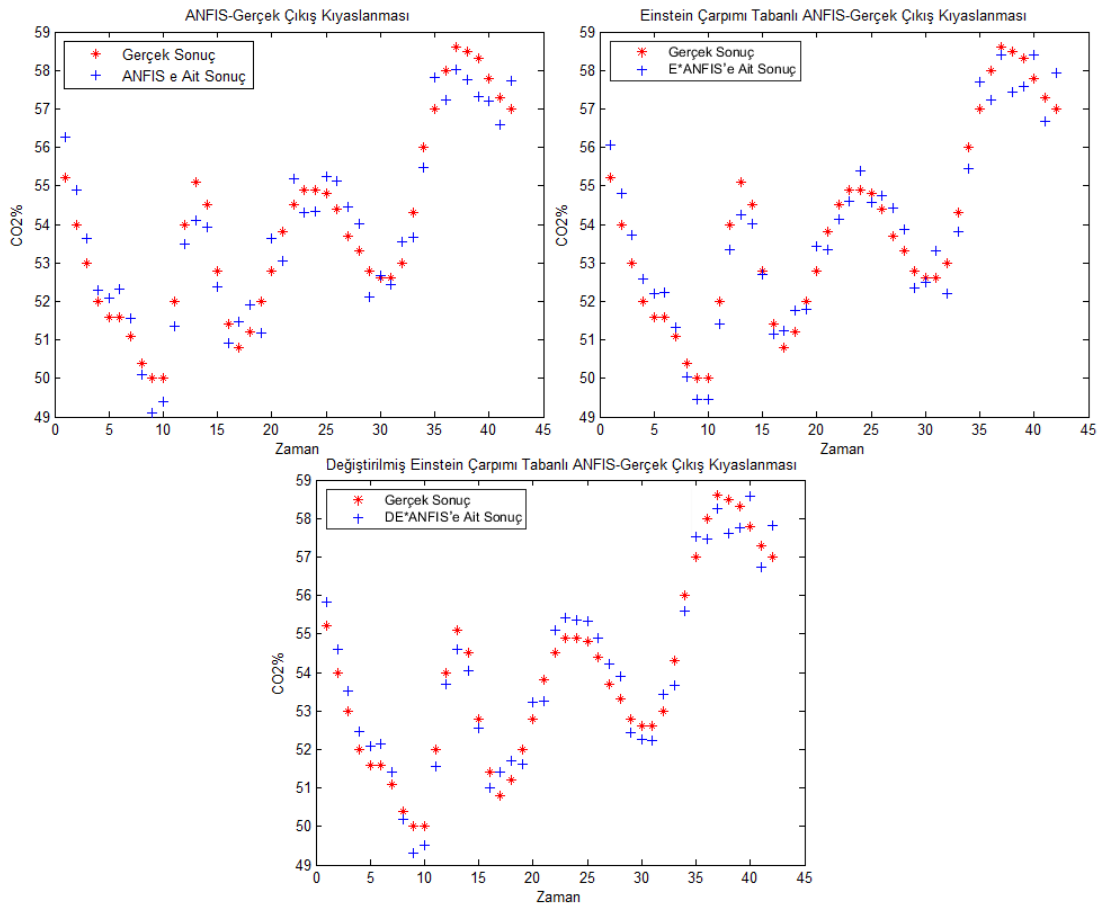 ANFIS-Gerçek Çıkış Kıyaslanması
Gerçek Sonuç
ANFIS e Ait Sonuç
CO2%
59
58
57
56
55
54
53
52
51
50
49
0 5 10 15 20 25 30 35 40 45
Zaman
Einstein Çarpımı Tabanlı ANFIS-Gerçek Çıkış Kıyaslanması
Gerçek Sonuç
E*ANFIS'e Ait Sonuç
CO2%
59
58
57
56
55
54
53
52
51
50
49
0 5 10 15 20 25 30 35 40 45
Zaman
Değiştirilmiş Einstein Çarpımı Tabanlı ANFIS-Gerçek Çıkış Kıyaslanması
Gerçek Sonuç
DE*ANFIS'e Ait Sonuç
CO2%
59
58
57
56
55
54
53
52
51
50
49
0 5 10 15 20 25 30 35 40 45
Zaman